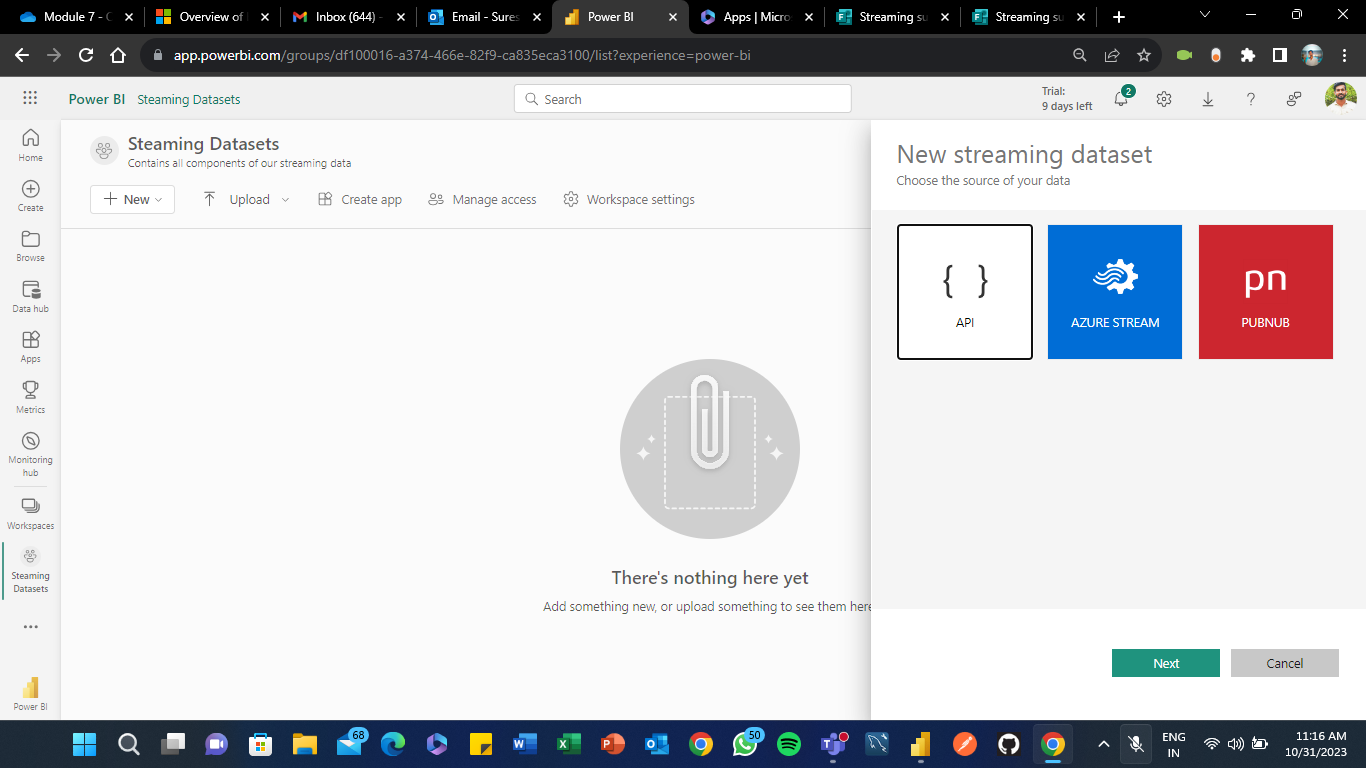 Module 7 - C
Overview of
Inbox (644) -
Email - Sures
Power BI
Apps | Micro
Streaming su
Streaming su
app.powerbi.com/groups/df100016-a374-466e-82f9-ca835eca3100/list?experience=power-bi
Power BI Steaming Datasets
Search
Trial:
9 days left
2
Home
Create
Browse
Data hub
Apps
Metrics
Monitoring
hub
Workspaces
Steaming
Datasets
Power BI
Steaming Datasets
Contains all components of our streaming data
New
Upload
Create app
Manage access
Workspace settings
There's nothing here yet
Add something new, or upload something to see them here
New streaming dataset
Choose the source of your data
{ }
API
AZURE STREAM
pn
PUBNUB
Next
Cancel
68
50
ENG
IN
11:16 AM
10/31/2023